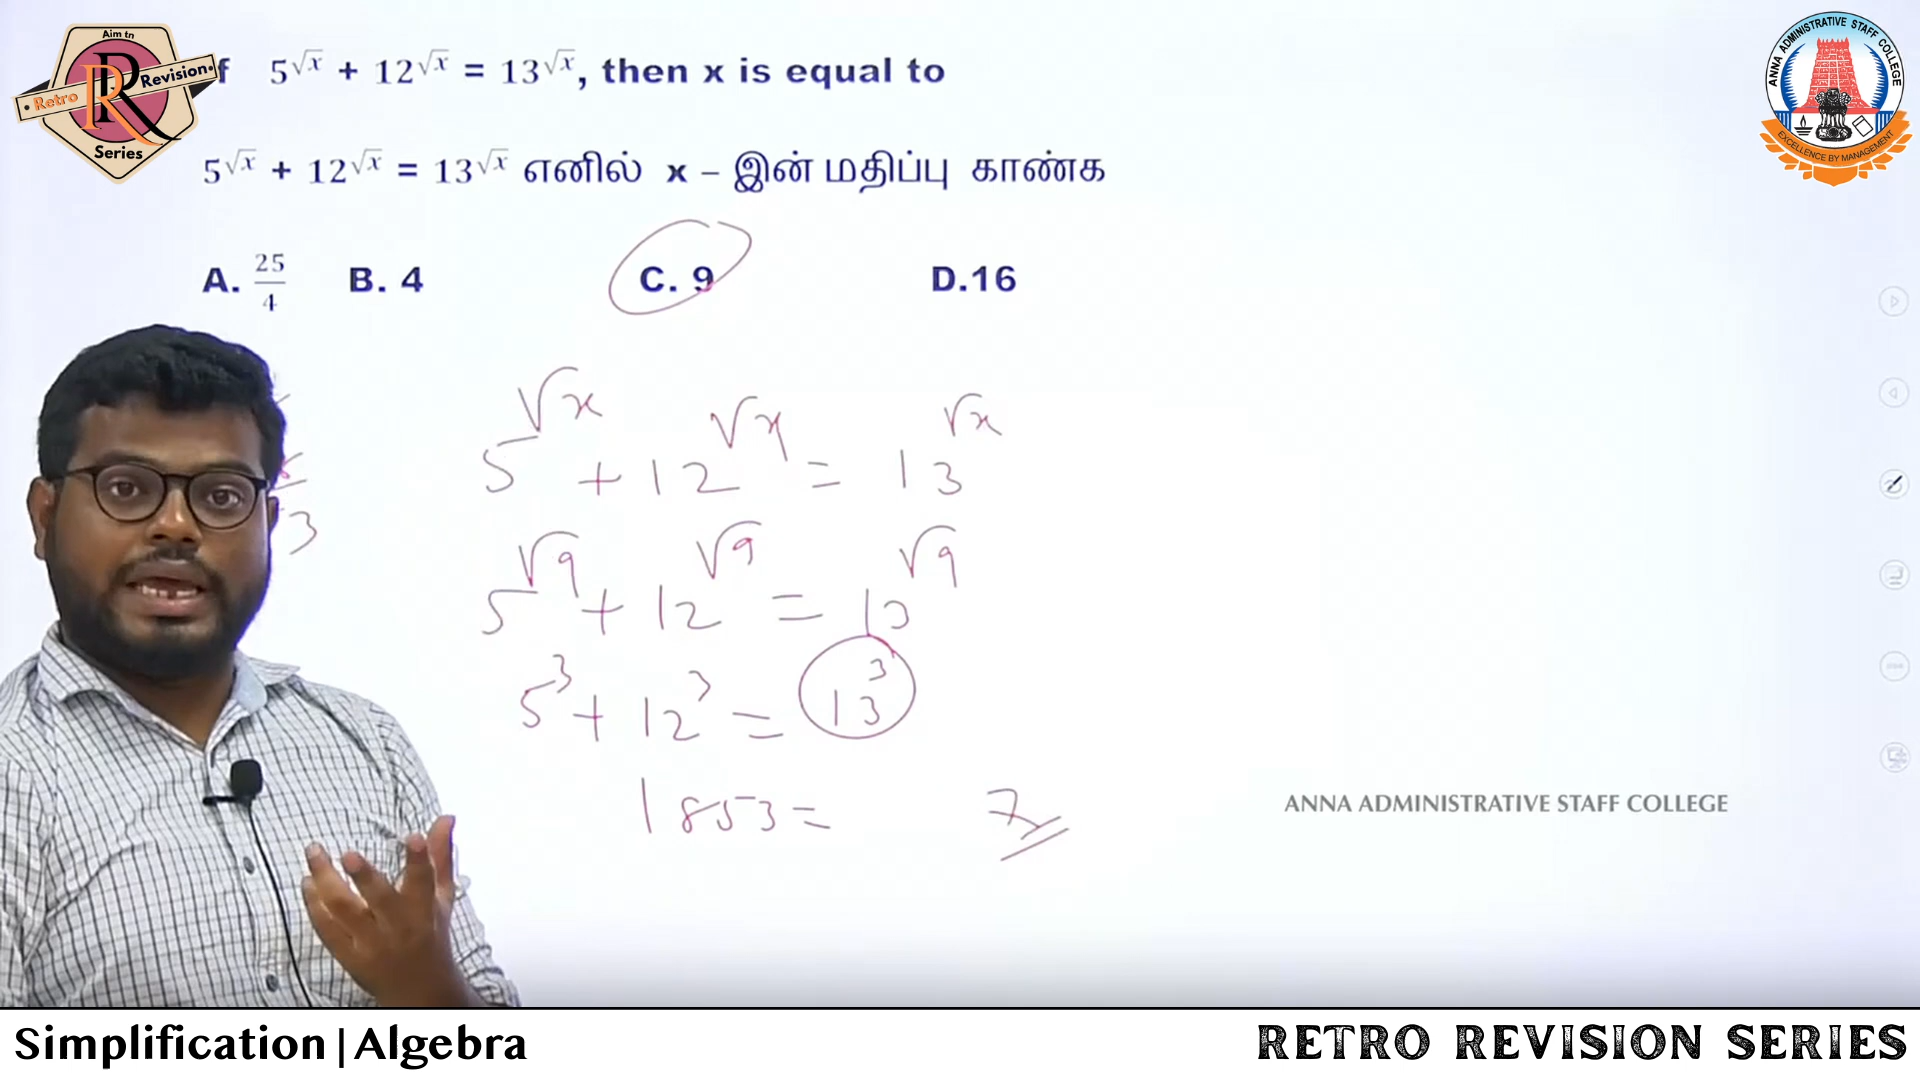 Aim tn
Retro R R Revision
Series
f 5^√x + 12^√x = 13^√x, then x is equal to
5^√x + 12^√x = 13^√x எனில் x – இன் மதிப்பு காண்க
A. 25/4 B. 4 C. 9 D.16
5^√x + 12^√x = 13^√x
5^√9 + 12^√9 = 13^√9
5^3 + 12^3 = 13^3
1853 = 7
3
ANNA ADMINISTRATIVE STAFF COLLEGE
EXCELLENCE BY MANAGEMENT
ANNA ADMINISTRATIVE STAFF COLLEGE
Simplification|Algebra
RETRO REVISION SERIES